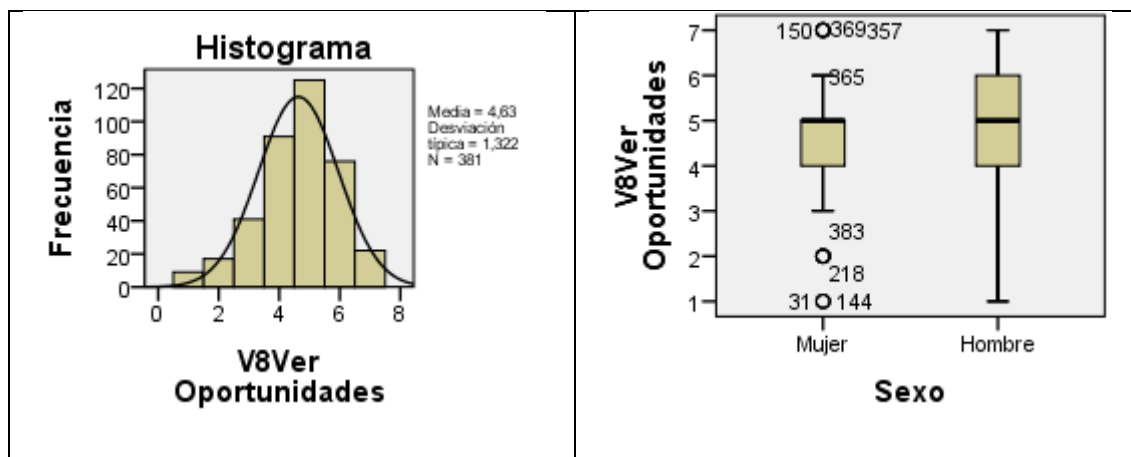 Histograma
120
100
80
60
40
20
0
Frecuencia
0 2 4 6 8
V8Ver
Oportunidades
Media = 4,63
Desviación
típica = 1,322
N = 381
7
6
5
4
3
2
1
V8Ver
Oportunidades
150 369 357
365
383
218
31 144
Mujer Hombre
Sexo